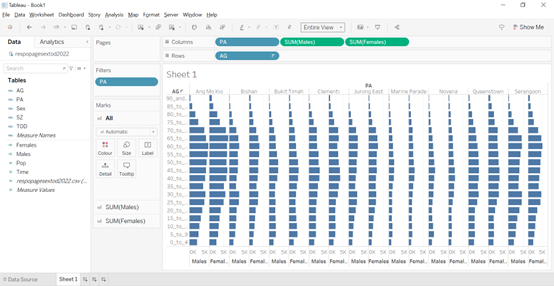 Tableau - Book1
File Data Worksheet Dashboard Story Analysis Map Format Server Window Help
Entire View
Show Me
Data Analytics
respopagesextod2022
Search
Tables
AG
PA
Sex
SZ
TOD
Measure Names
Females
Males
Pop
Time
respopagesextod2022.csv (...
Measure Values
Pages
Filters
PA
Marks
All
Automatic
Colour Size Label
Detail Tooltip
SUM(Males)
SUM(Females)
Columns PA SUM(Males) SUM(Females)
Rows AG
Sheet 1
PA
AG Ang Mo Kio Bishan Bukit Timah Clementi Jurong East Marine Parade Novena Queenstown Serangoon
90_and..
85_to_..
80_to_..
75_to_..
70_to_..
65_to_..
60_to_..
55_to_..
50_to_..
45_to_..
40_to_..
35_to_..
30_to_..
25_to_..
20_to_..
15_to_..
10_to_..
5_to_9
0_to_4
0K 5K 0K 5K 0K 5K 0K 5K 0K 5K 0K 5K 0K 5K 0K 5K 0K 5K 0K 5K 0K 5K 0K 5K 0K 5K 0K 5K 0K 5K 0K 5K 0K 5K 0K 5K
Males Femal.. Males Femal.. Males Femal.. Males Femal.. Males Femal.. Males Femal.. Males Femal.. Males Femal.. Males Femal..
Data Source Sheet 1